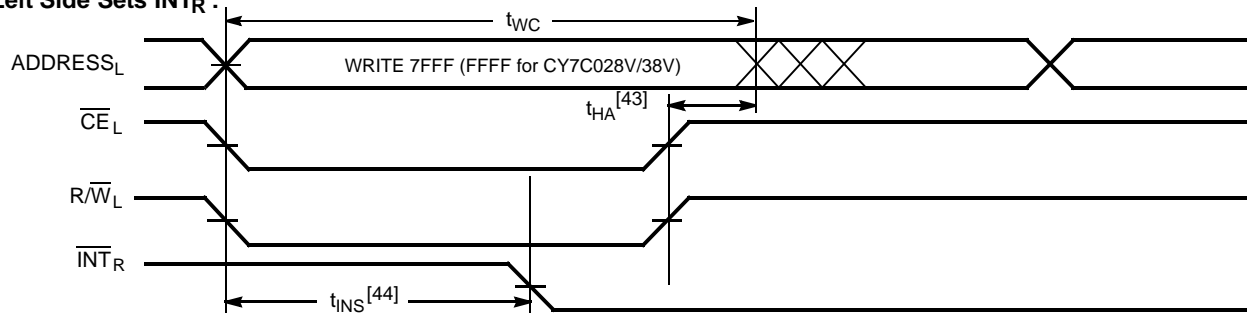 Left Side Sets INTR :
tWC
ADDRESSL
WRITE 7FFF (FFFF for CY7C028V/38V)
tHA[43]
CEL
R/WL
INTR
tINS[44]